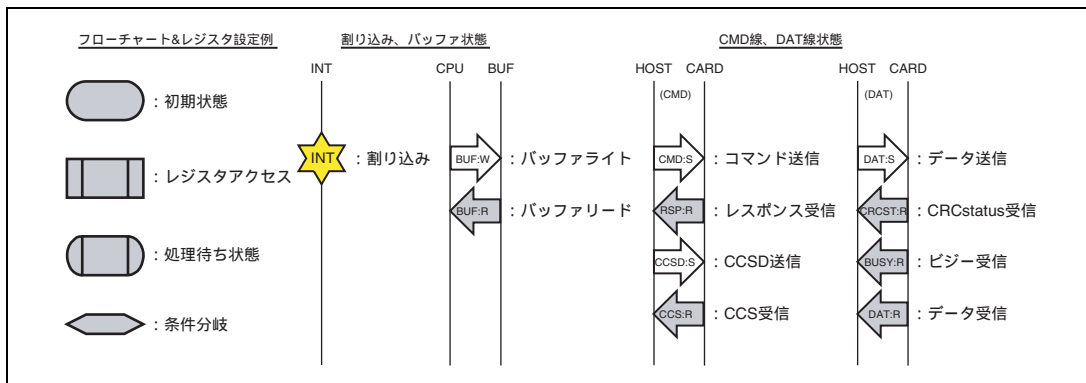 フローチャート&レジスタ設定例
割り込み、バッファ状態
CMD線、DAT線状態
INT
CPU
BUF
HOST
CARD
HOST
CARD
(CMD)
(DAT)
：初期状態
INT
：割り込み
BUF:W
：バッファライト
CMD:S
：コマンド送信
DAT:S
：データ送信
：レジスタアクセス
BUF:R
：バッファリード
RSP:R
：レスポンス受信
CRCST:R
：CRCstatus受信
：処理待ち状態
CCSD:S
：CCSD送信
BUSY:R
：ビジー受信
：条件分岐
CCS:R
：CCS受信
DAT:R
：データ受信